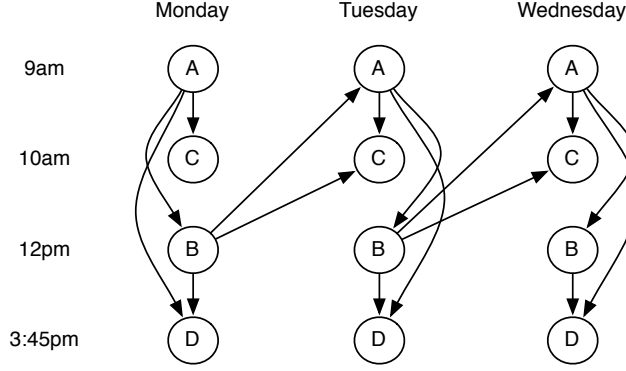 Monday Tuesday Wednesday
9am A A A
10am C C C
12pm B B B
3:45pm D D D